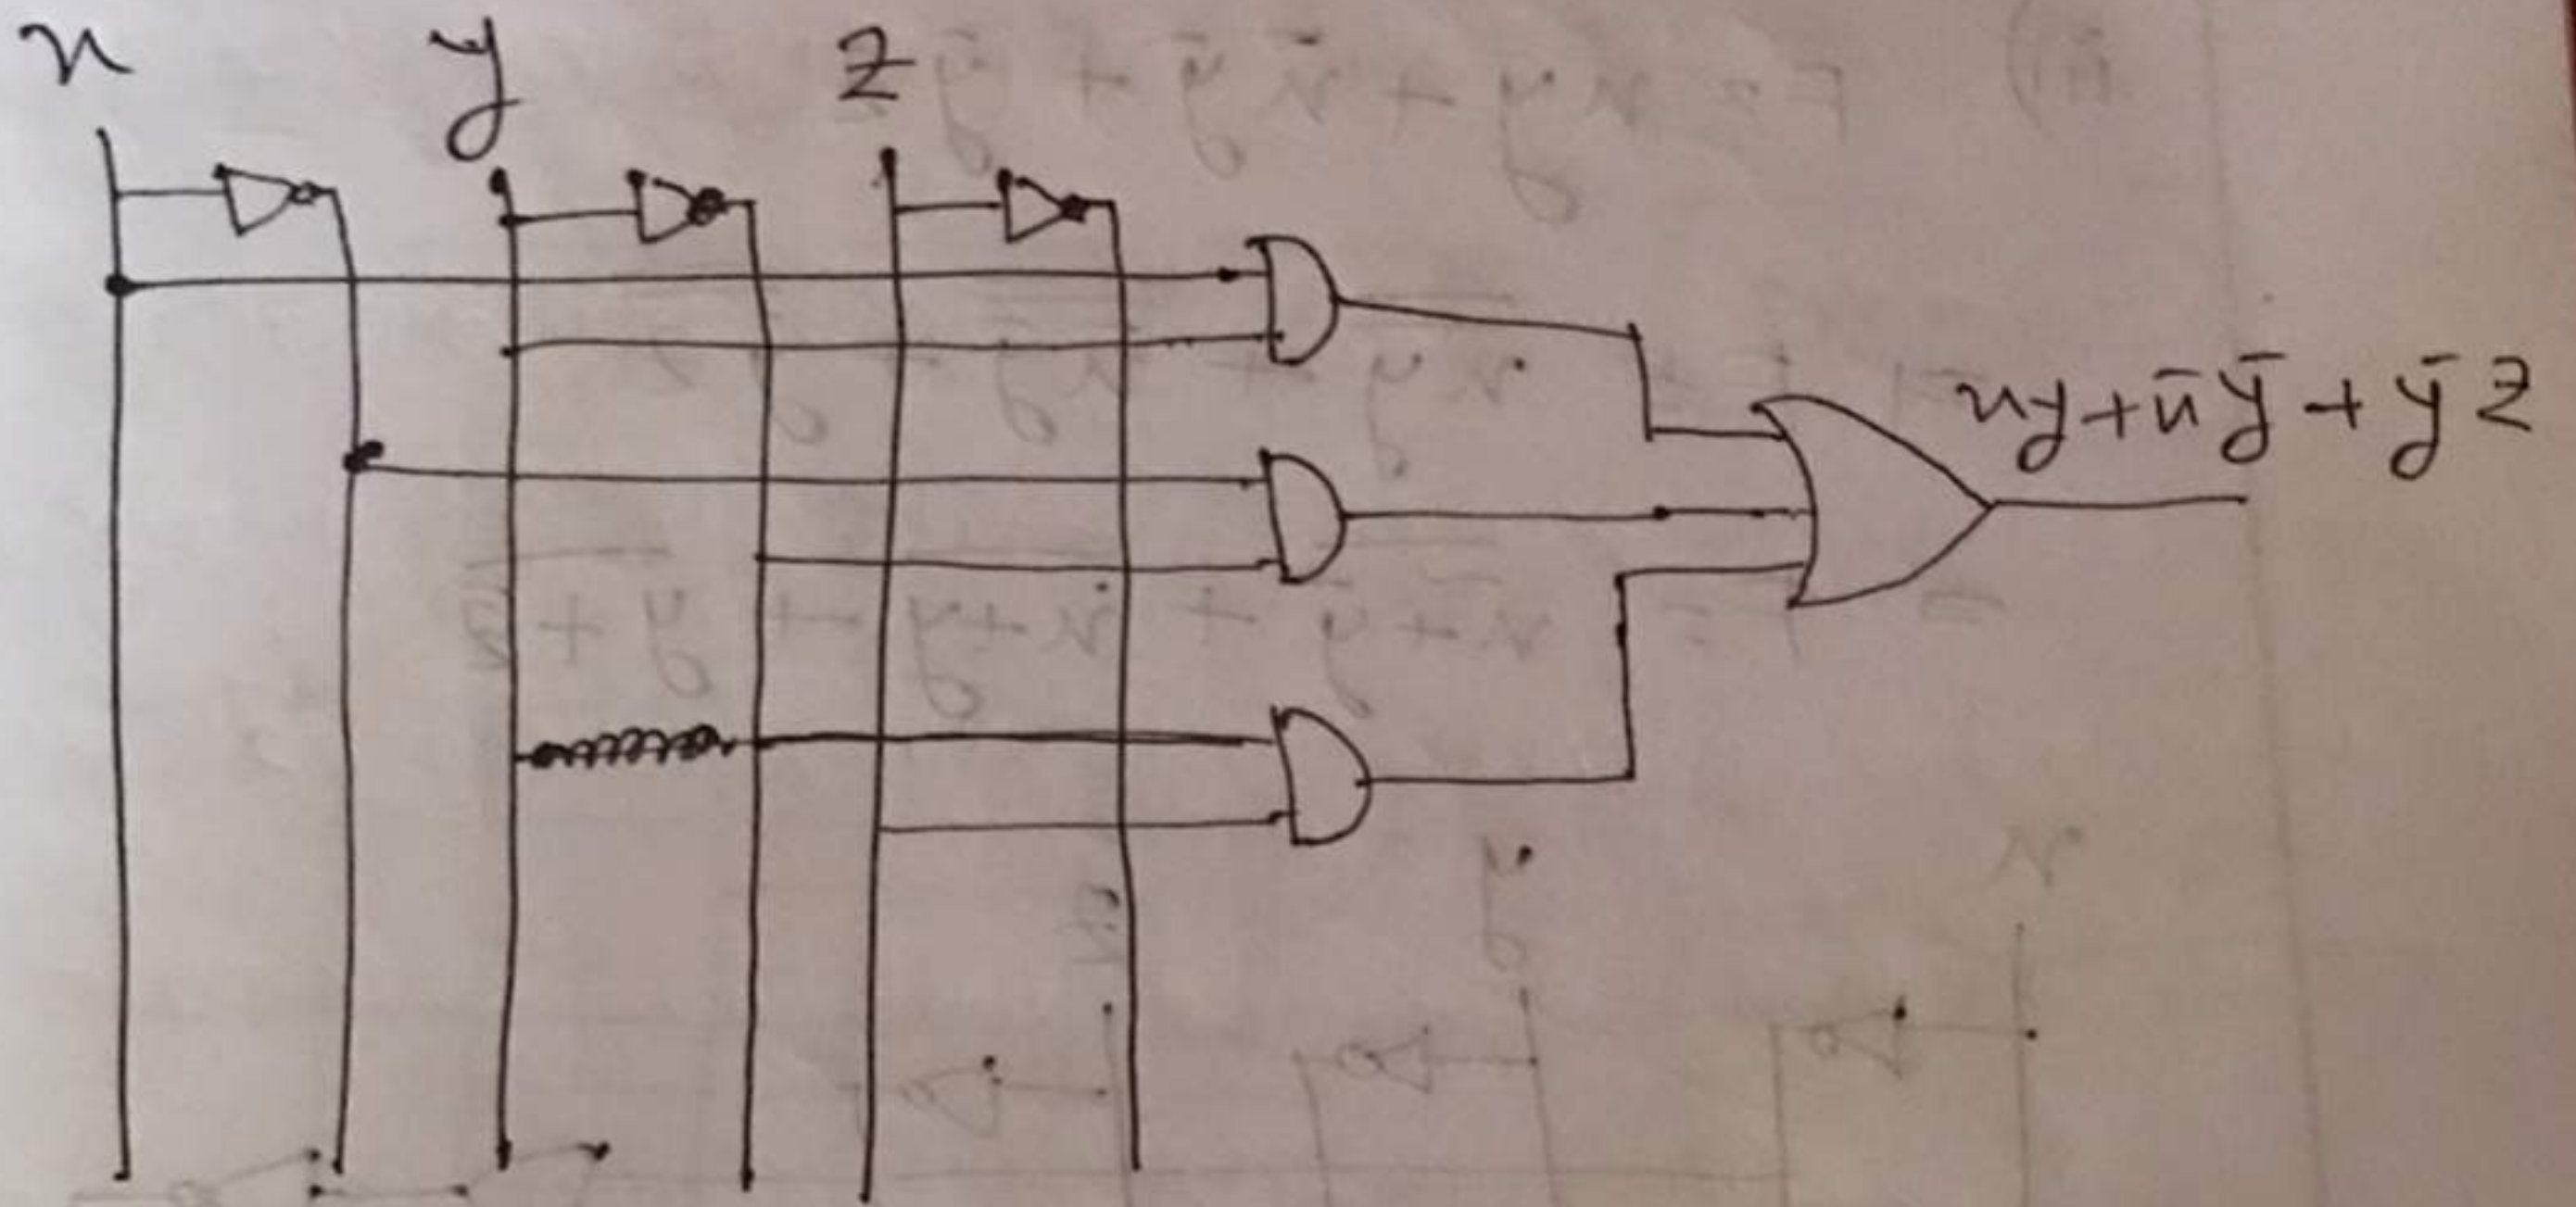 x y z
xy + x̄ȳ + ȳz